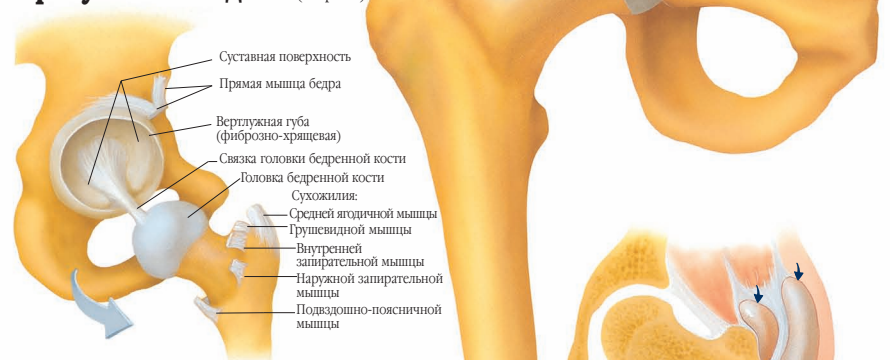 Суставная поверхность
Прямая мышца бедра
Вертлужная губа
(фиброзно-хрящевая)
Связка головки бедренной кости
Головка бедренной кости
Сухожилия:
Средней ягодичной мышцы
Грушевидной мышцы
Внутренней
запирательной мышцы
Наружной запирательной
мышцы
Подвздошно-поясничной
мышцы